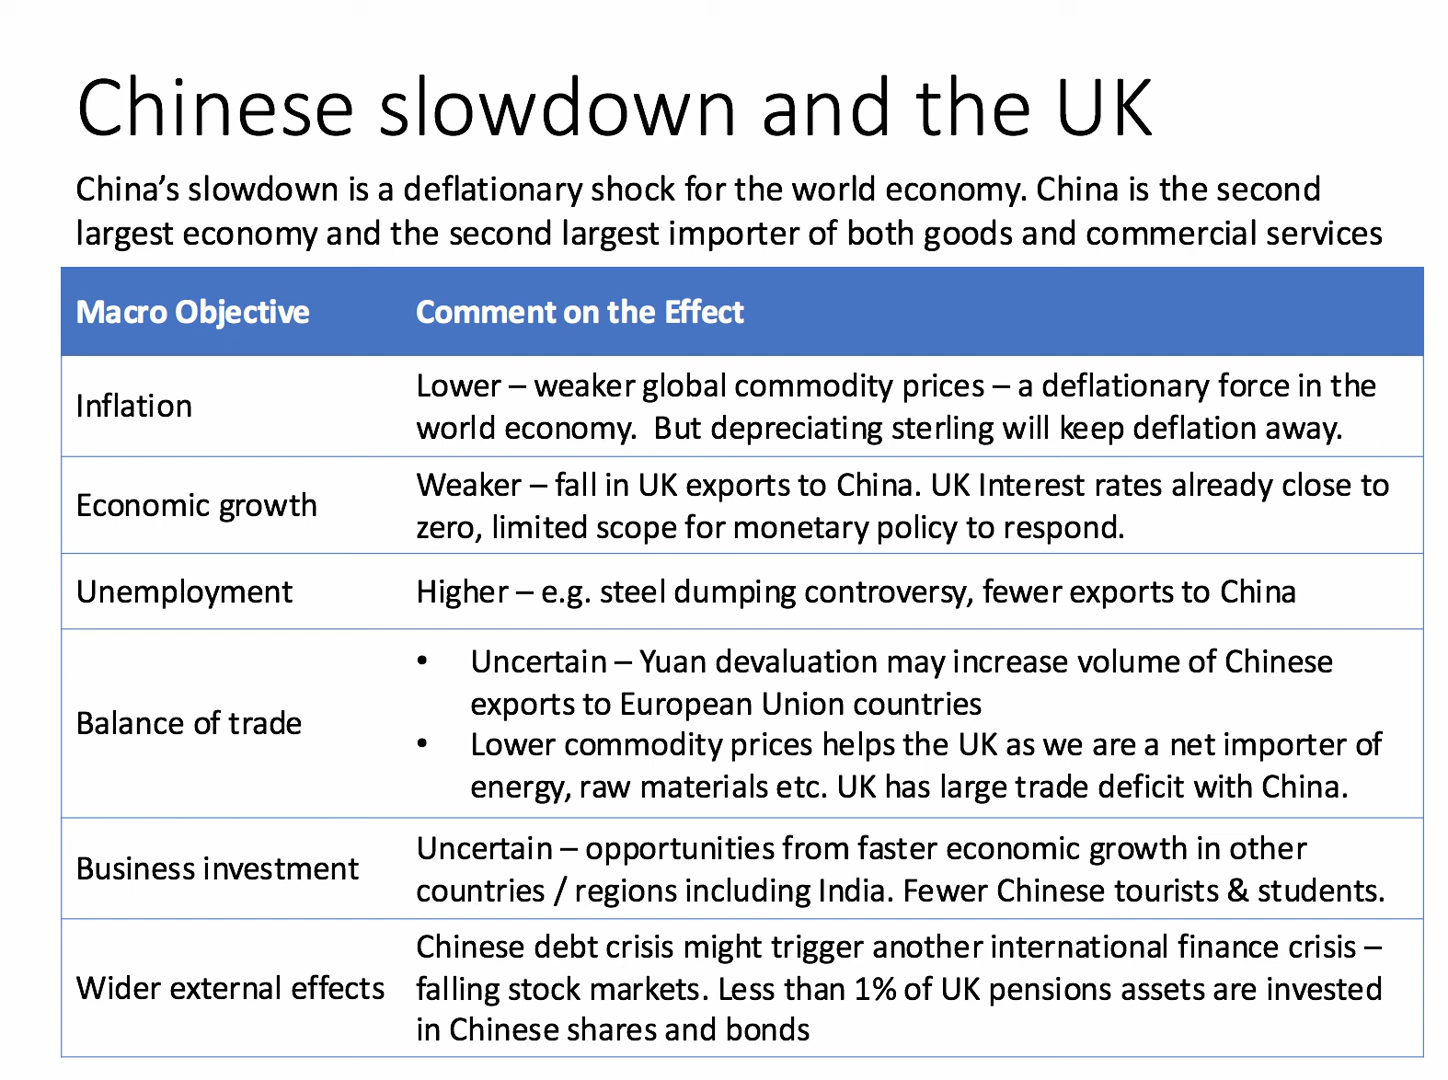 Chinese slowdown and the UK
China’s slowdown is a deflationary shock for the world economy. China is the second
largest economy and the second largest importer of both goods and commercial services
Macro Objective
Comment on the Effect
Inflation
Lower – weaker global commodity prices – a deflationary force in the
world economy.  But depreciating sterling will keep deflation away.
Economic growth
Weaker – fall in UK exports to China. UK Interest rates already close to
zero, limited scope for monetary policy to respond.
Unemployment
Higher – e.g. steel dumping controversy, fewer exports to China
Balance of trade
• Uncertain – Yuan devaluation may increase volume of Chinese
exports to European Union countries
• Lower commodity prices helps the UK as we are a net importer of
energy, raw materials etc. UK has large trade deficit with China.
Business investment
Uncertain – opportunities from faster economic growth in other
countries / regions including India. Fewer Chinese tourists & students.
Wider external effects
Chinese debt crisis might trigger another international finance crisis –
falling stock markets. Less than 1% of UK pensions assets are invested
in Chinese shares and bonds